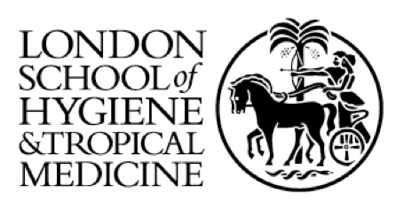 LONDON
SCHOOL of
HYGIENE
&TROPICAL
MEDICINE